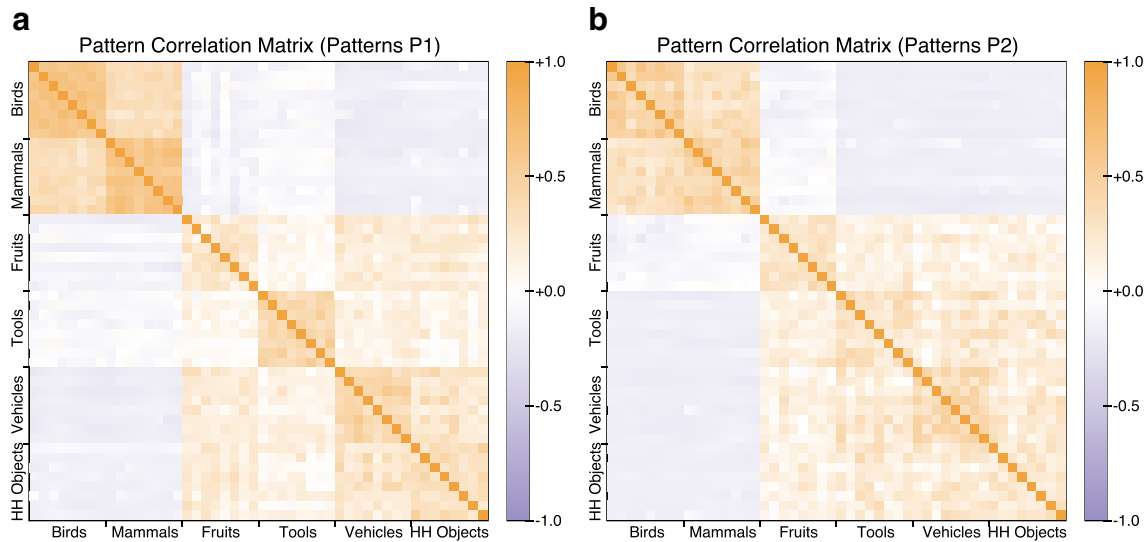 a
Pattern Correlation Matrix (Patterns P1)
Birds
Mammals
Fruits
Tools
Vehicles
HH Objects
Birds Mammals Fruits Tools Vehicles HH Objects
+1.0
+0.5
+0.0
-0.5
-1.0
b
Pattern Correlation Matrix (Patterns P2)
Birds
Mammals
Fruits
Tools
Vehicles
HH Objects
Birds Mammals Fruits Tools Vehicles HH Objects
+1.0
+0.5
+0.0
-0.5
-1.0